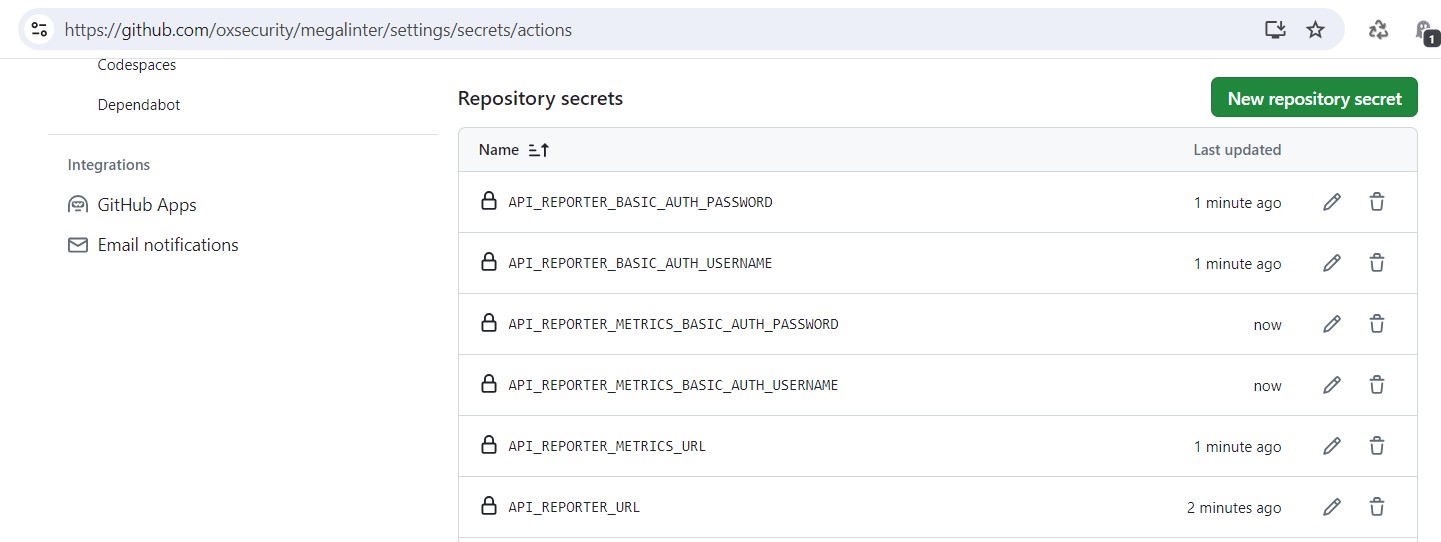 https://github.com/oxsecurity/megalinter/settings/secrets/actions
1
Codespaces
Dependabot
Integrations
GitHub Apps
Email notifications
Repository secrets
New repository secret
Name Last updated
API_REPORTER_BASIC_AUTH_PASSWORD 1 minute ago
API_REPORTER_BASIC_AUTH_USERNAME 1 minute ago
API_REPORTER_METRICS_BASIC_AUTH_PASSWORD now
API_REPORTER_METRICS_BASIC_AUTH_USERNAME now
API_REPORTER_METRICS_URL 1 minute ago
API_REPORTER_URL 2 minutes ago